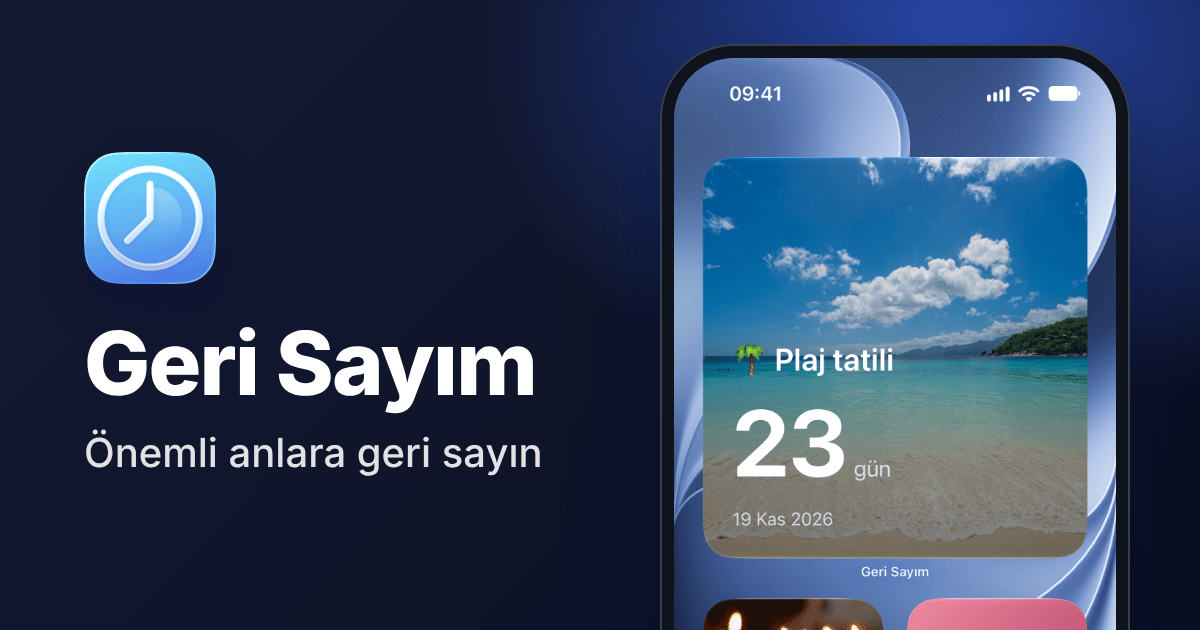 Geri Sayım
Önemli anlara geri sayın
09:41
🌴 Plaj tatili
23 gün
19 Kas 2026
Geri Sayım